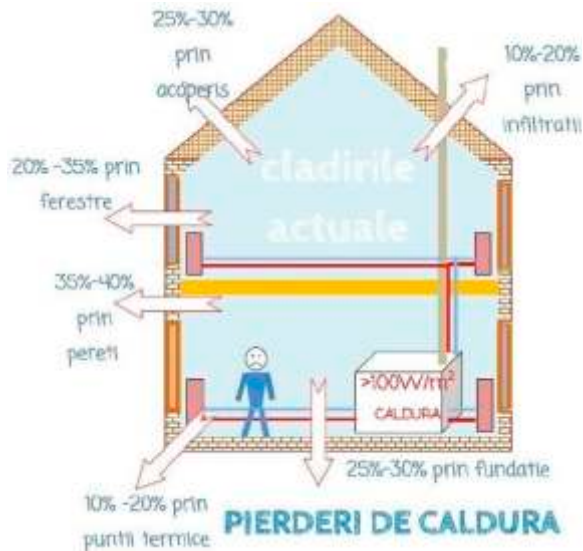 25%-30%
prin
acoperis
10%-20%
prin
infiltratii
20% -35% prin
ferestre
cladirile
actuale
35%-40%
prin
pereti
>100W/m²
CALDURA
25%-30% prin fundatie
10% -20% prin
puntii termice
PIERDERI DE CALDURA